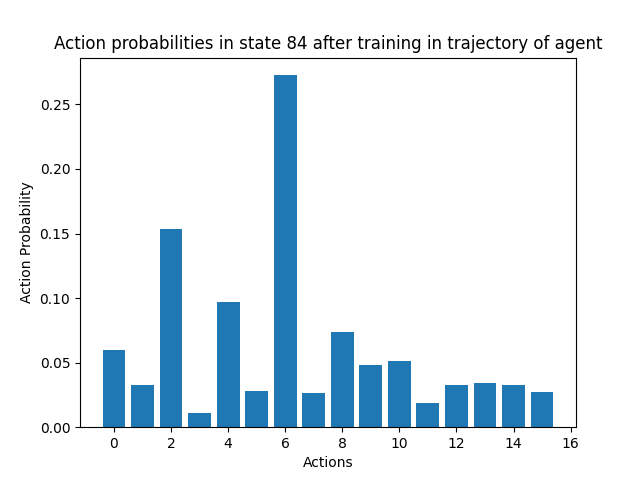 Action probabilities in state 84 after training in trajectory of agent
0.25
0.20
0.15
0.10
0.05
0.00
Action Probability
0 2 4 6 8 10 12 14 16
Actions